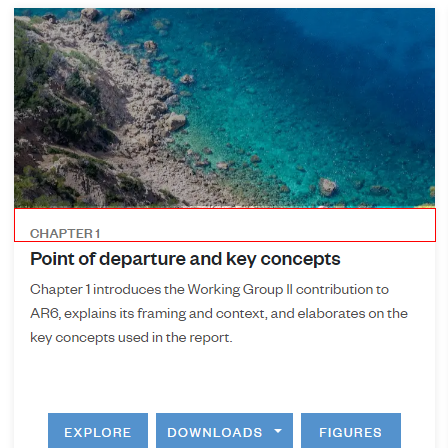 CHAPTER 1
Point of departure and key concepts
Chapter 1 introduces the Working Group II contribution to
AR6, explains its framing and context, and elaborates on the
key concepts used in the report.
EXPLORE
DOWNLOADS
FIGURES